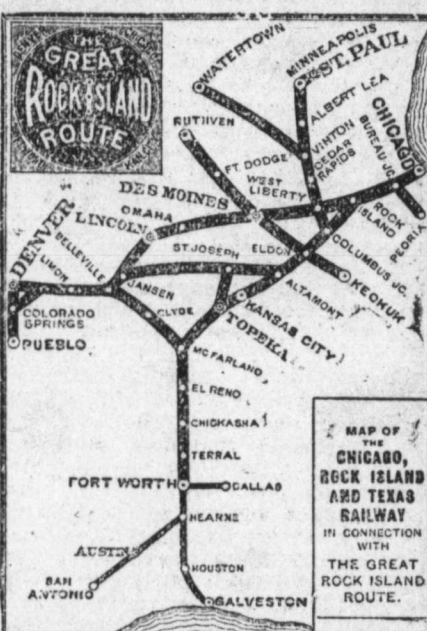 THE
GREAT
ROCK ISLAND
ROUTE
WATERTOWN
MINNEAPOLIS
ST. PAUL
ALBERT LEA
CHICAGO
RUTHVEN
VINTON
CEDAR
RAPIDS
BUREAU JC.
FT. DODGE
WEST
LIBERTY
DES MOINES
OMAHA
LINCOLN
ROCK
ISLAND
PEORIA
DENVER
BELLEVILLE
LIMON
ST. JOSEPH
ELDON
COLUMBUS JC.
KEOKUK
JANSEN
ALTAMONT
COLORADO
SPRINGS
CLYDE
KANSAS CITY
TOPEKA
PUEBLO
MCFARLAND
EL RENO
CHICKASHA
TERRAL
FORT WORTH
DALLAS
HEARNE
AUSTIN
HOUSTON
SAN
ANTONIO
GALVESTON
MAP OF
THE
CHICAGO,
ROCK ISLAND
AND TEXAS
RAILWAY
IN CONNECTION
WITH
THE GREAT
ROCK ISLAND
ROUTE.